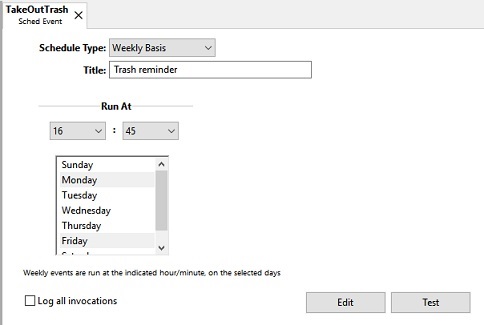 TakeOutTrash
Sched Event
Schedule Type: Weekly Basis
Title: Trash reminder
Run At
16 : 45
Sunday
Monday
Tuesday
Wednesday
Thursday
Friday
Weekly events are run at the indicated hour/minute, on the selected days
Log all invocations
Edit Test